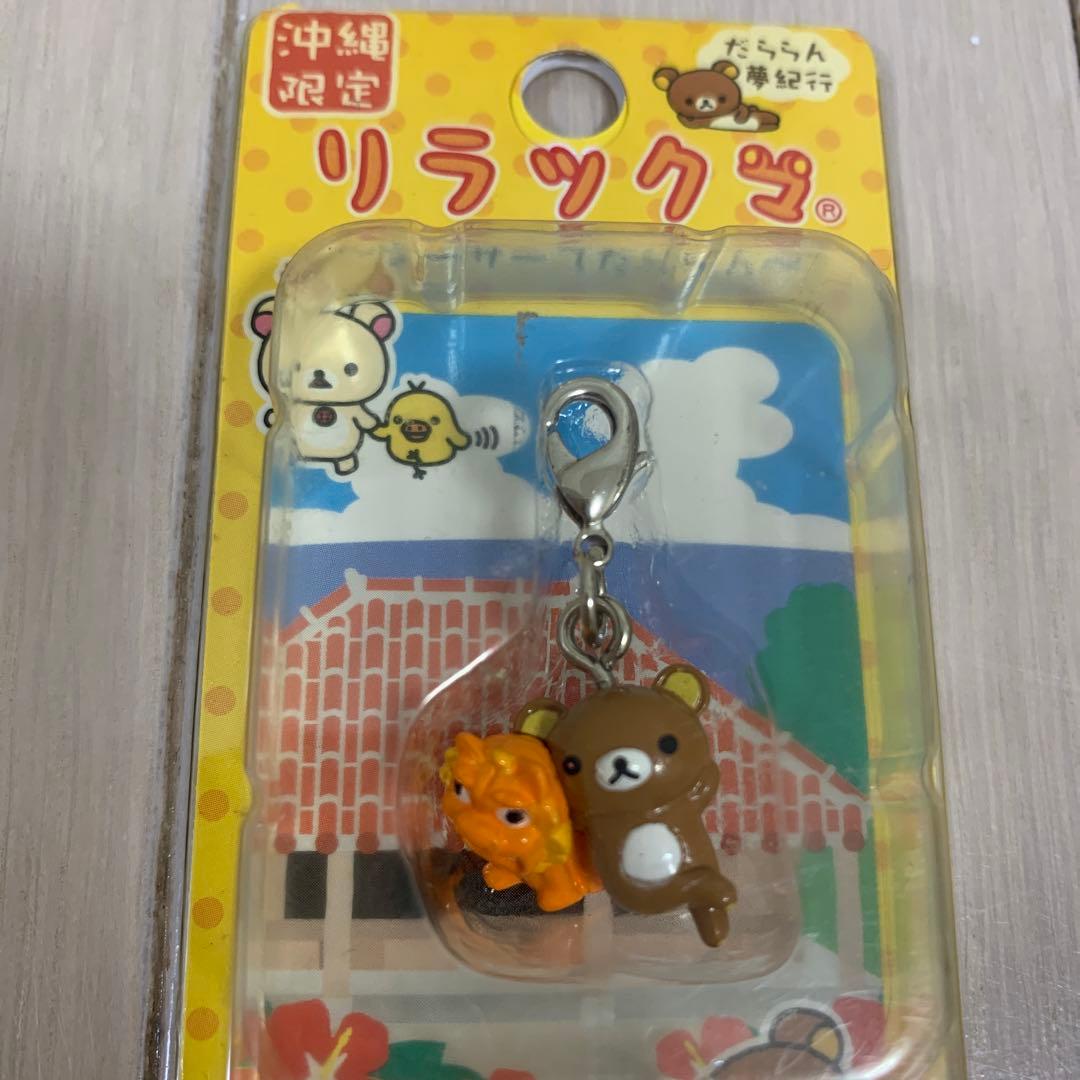 沖縄
限定
だららん
夢紀行
リラックマ®